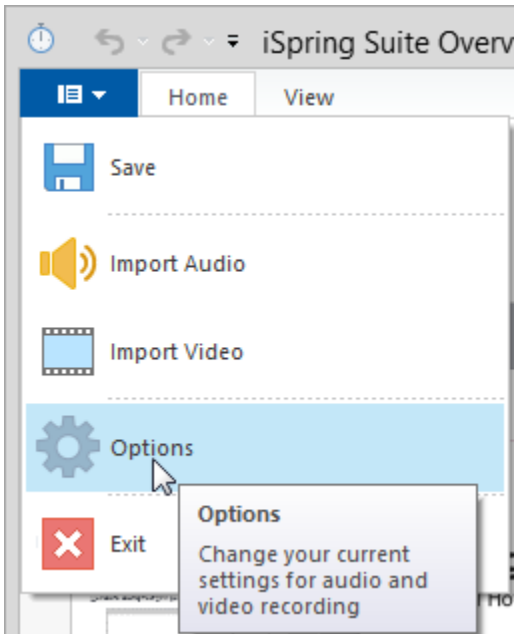 iSpring Suite Overv
Home View
Save
Import Audio
Import Video
Options
Options
Change your current
settings for audio and
video recording
Exit